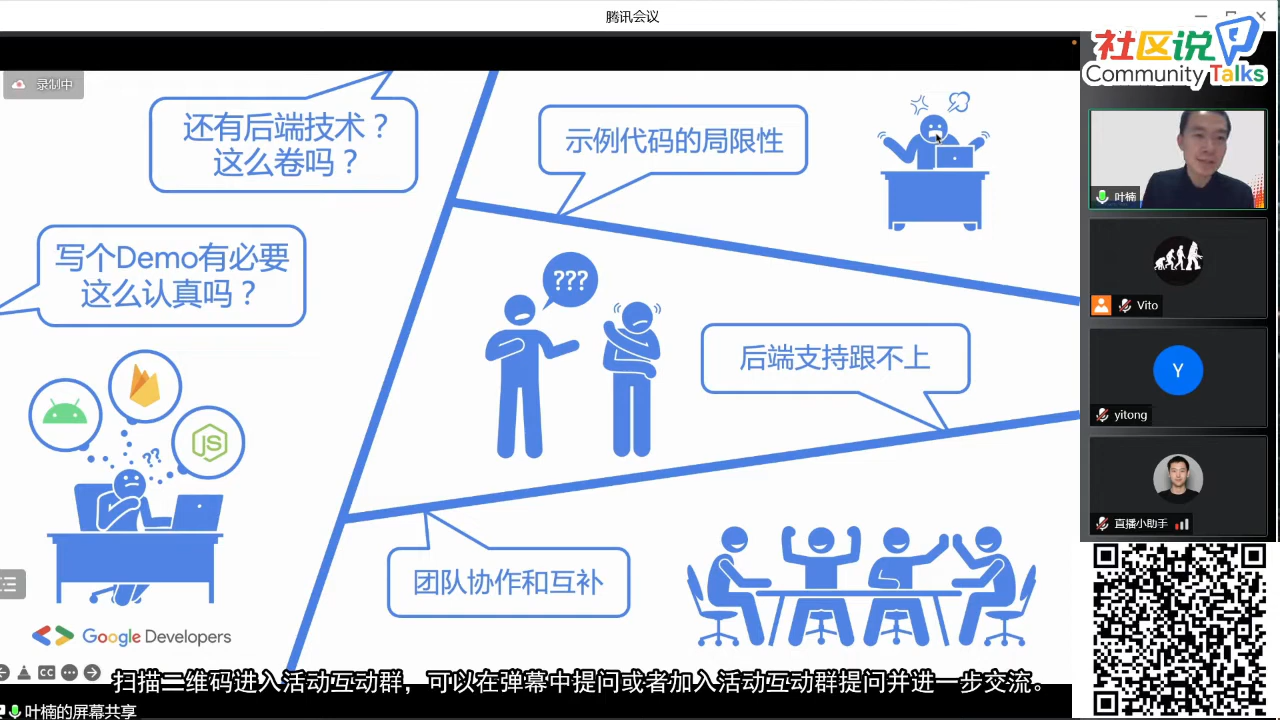 腾讯会议
社区说
Community Talks
录制中
还有后端技术？
这么卷吗？
示例代码的局限性
写个Demo有必要
这么认真吗？
???
后端支持跟不上
JS
??
团队协作和互补
Google Developers
CC
扫描二维码进入活动互动群，可以在弹幕中提问或者加入活动互动群提问并进一步交流。
叶楠的屏幕共享
叶楠
Vito
Y
yitong
直播小助手